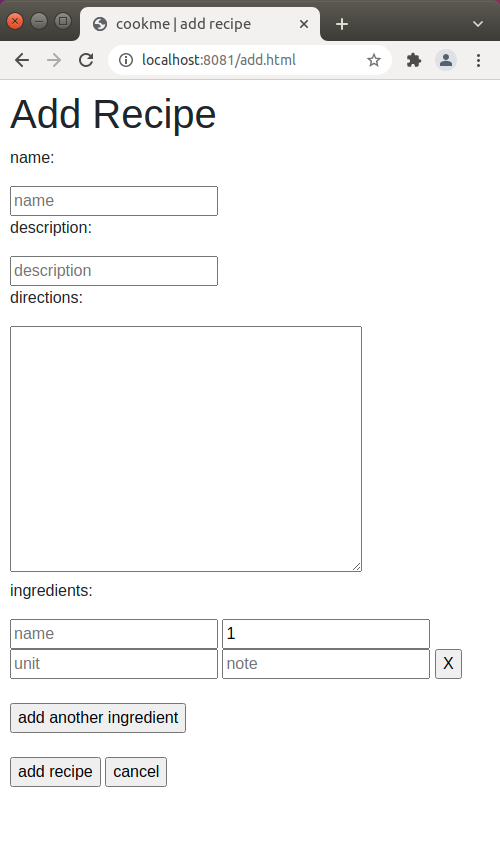 cookme | add recipe
localhost:8081/add.html
Add Recipe
name:
name
description:
description
directions:
ingredients:
name 1
unit note X
add another ingredient
add recipe cancel